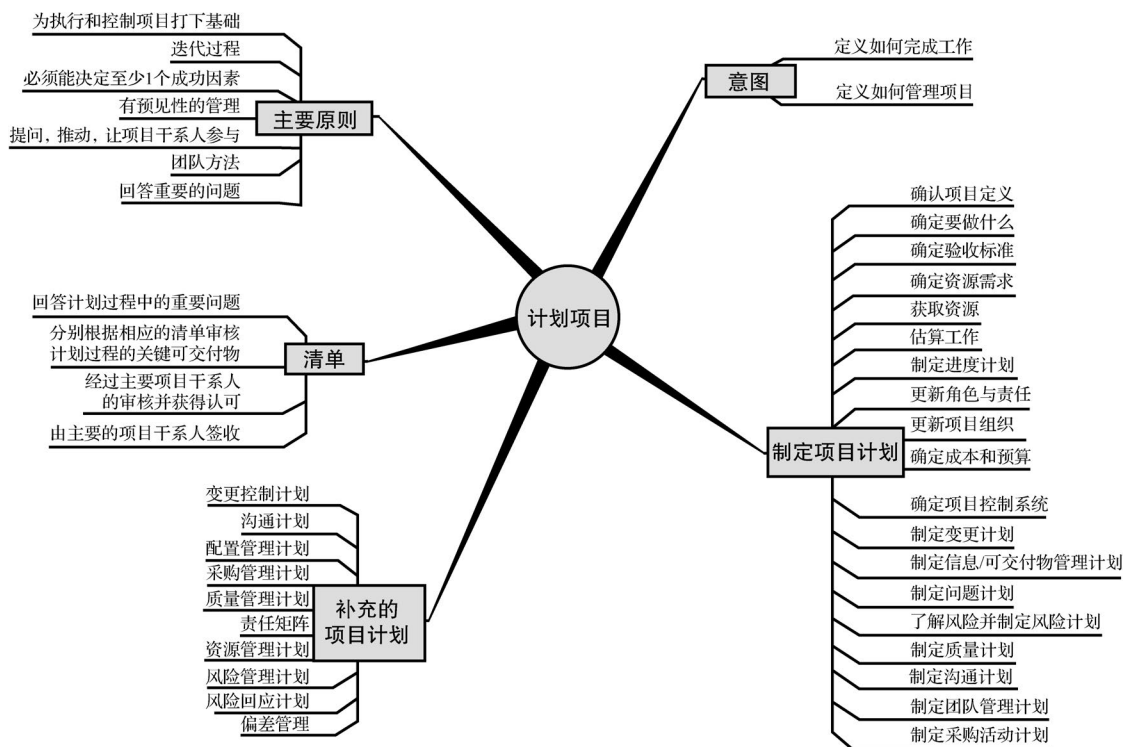 计划项目
主要原则
为执行和控制项目打下基础
迭代过程
必须能决定至少1个成功因素
有预见性的管理
提问，推动，让项目干系人参与
团队方法
回答重要的问题
清单
回答计划过程中的重要问题
分别根据相应的清单审核
计划过程的关键可交付物
经过主要项目干系人
的审核并获得认可
由主要的项目干系人签收
补充的
项目计划
变更控制计划
沟通计划
配置管理计划
采购管理计划
质量管理计划
责任矩阵
资源管理计划
风险管理计划
风险回应计划
偏差管理
意图
定义如何完成工作
定义如何管理项目
制定项目计划
确认项目定义
确定要做什么
确定验收标准
确定资源需求
获取资源
估算工作
制定进度计划
更新角色与责任
更新项目组织
确定成本和预算
确定项目控制系统
制定变更计划
制定信息/可交付物管理计划
制定问题计划
了解风险并制定风险计划
制定质量计划
制定沟通计划
制定团队管理计划
制定采购活动计划